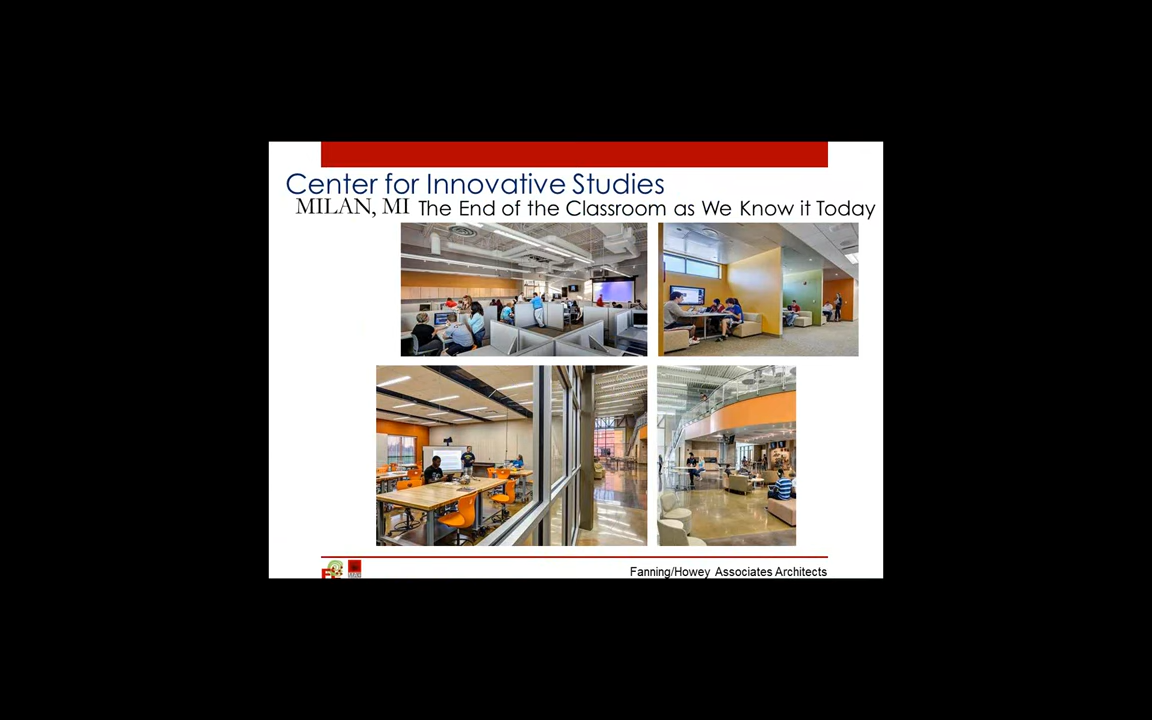 Center for Innovative Studies
MILAN, MI The End of the Classroom as We Know it Today
Fanning/Howey Associates Architects